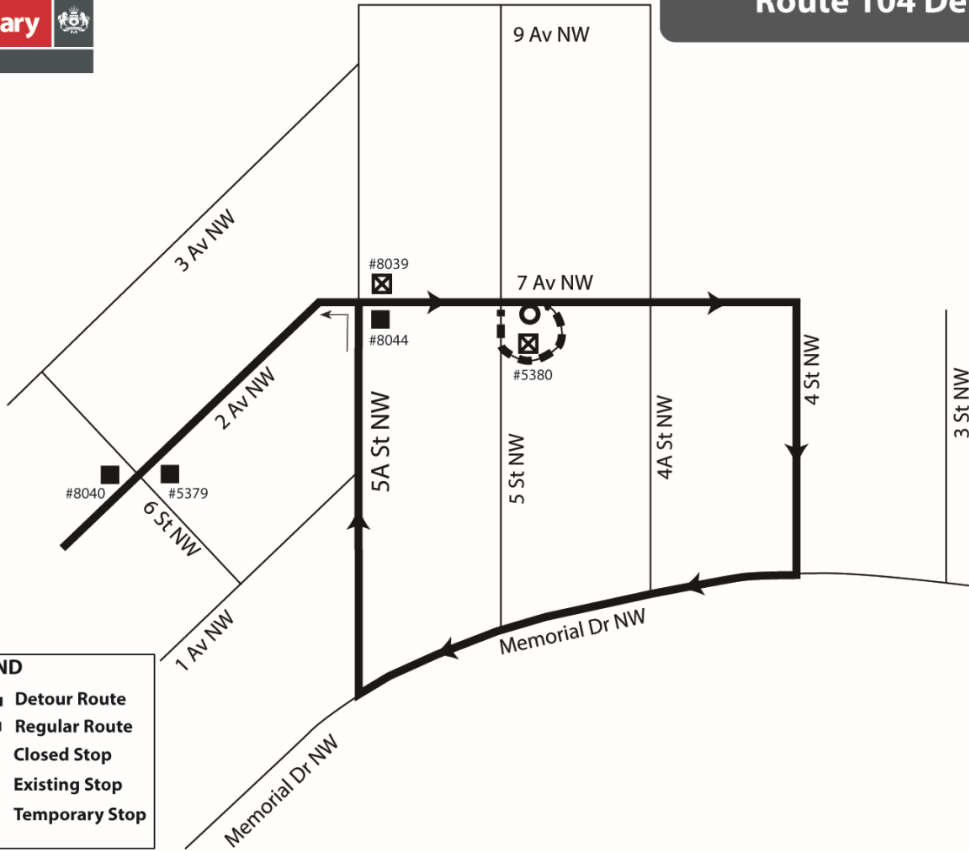 ary
Route 104 De
9 Av NW
3 Av NW
#8039
7 Av NW
#8044
#5380
2 Av NW
5A St NW
5 St NW
4A St NW
4 St NW
3 St NW
#8040
#5379
6 St NW
1 Av NW
Memorial Dr NW
Memorial Dr NW
ND
Detour Route
Regular Route
Closed Stop
Existing Stop
Temporary Stop